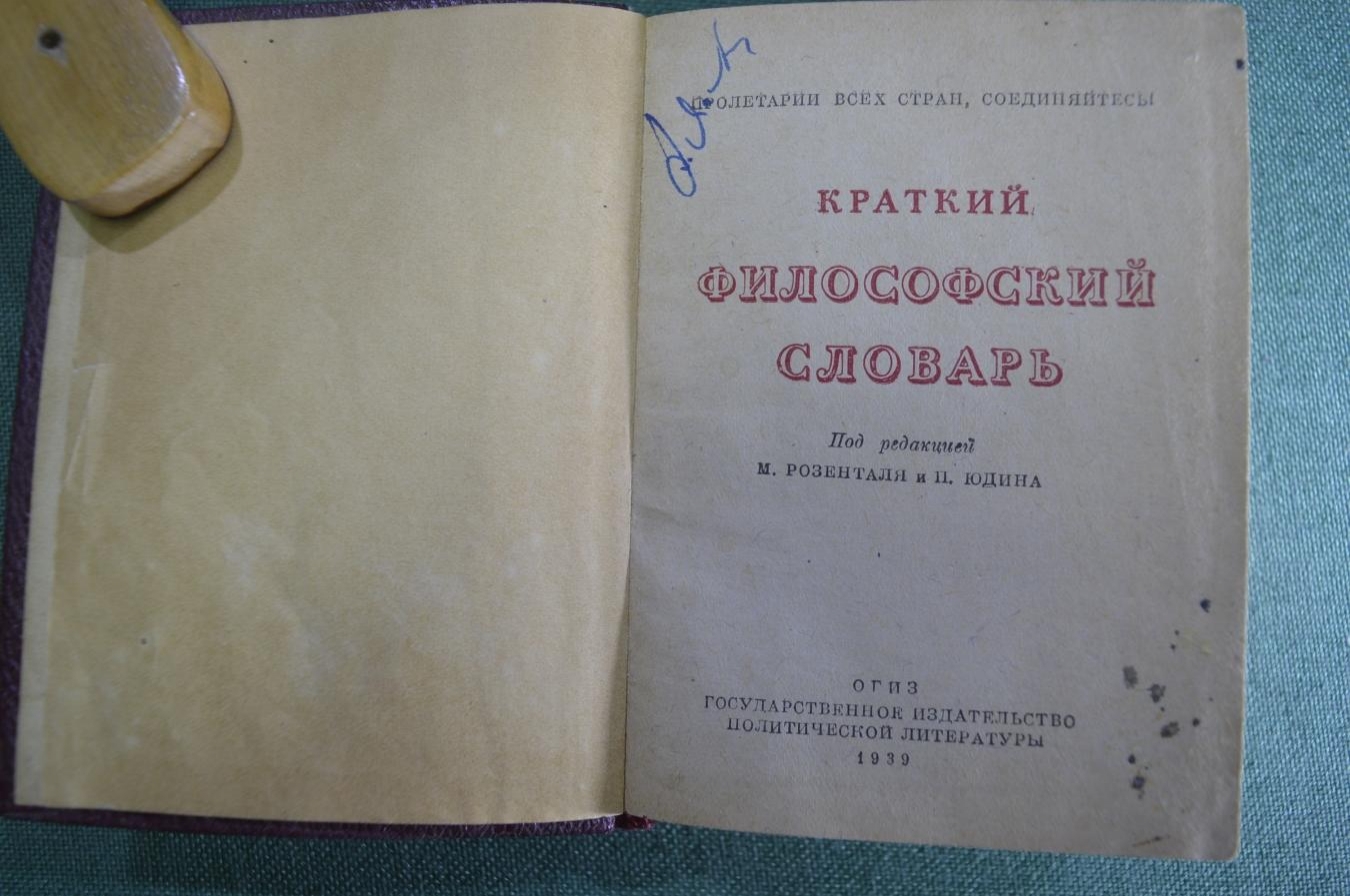 ПРОЛЕТАРИИ ВСЕХ СТРАН, СОЕДИНЯЙТЕСЬ!
КРАТКИЙ
ФИЛОСОФСКИЙ
СЛОВАРЬ
Под редакцией
М. РОЗЕНТАЛЯ и П. ЮДИНА
ОГИЗ
ГОСУДАРСТВЕННОЕ ИЗДАТЕЛЬСТВО
ПОЛИТИЧЕСКОЙ ЛИТЕРАТУРЫ
1939